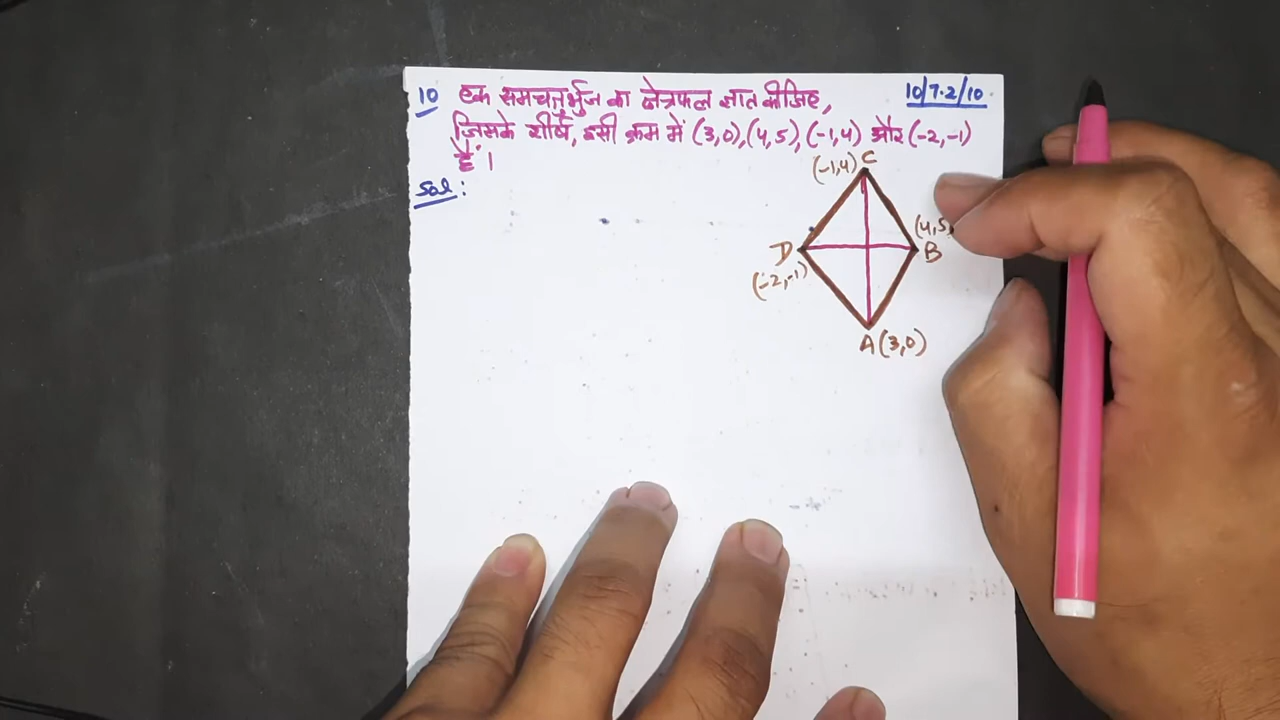 10 एक समचतुर्भुज का क्षेत्रफल ज्ञात कीजिए,
10/7.2/10
जिसके शीर्ष, इसी क्रम में (3,0),(4,5),(-1,4) और (-2,-1)
हैं।
Sol:
(-1,4) C
(4,5)
D B
(-2,-1)
A(3,0)